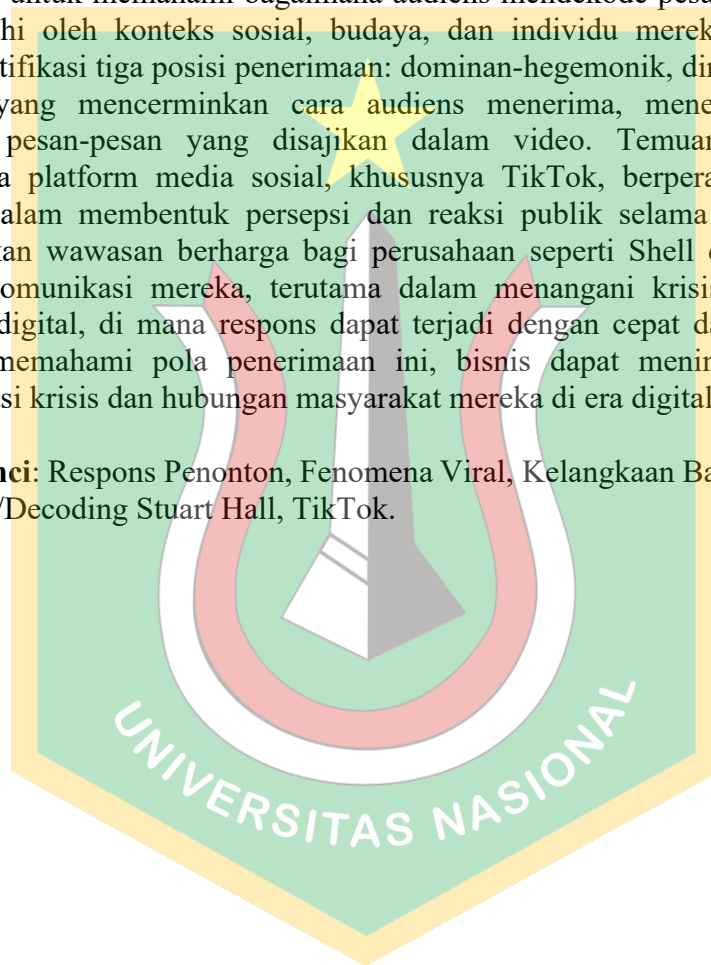 untuk memahami bagaimana audiens mendekode pesa
hi oleh konteks sosial, budaya, dan individu merek
tifikasi tiga posisi penerimaan: dominan-hegemonik, di
yang mencerminkan cara audiens menerima, mene
pesan-pesan yang disajikan dalam video. Temuan
a platform media sosial, khususnya TikTok, berpera
dalam membentuk persepsi dan reaksi publik selama
kan wawasan berharga bagi perusahaan seperti Shell
omunikasi mereka, terutama dalam menangani krisis
digital, di mana respons dapat terjadi dengan cepat da
memahami pola penerimaan ini, bisnis dapat menin
si krisis dan hubungan masyarakat mereka di era digital
nci: Respons Penonton, Fenomena Viral, Kelangkaan Ba
/Decoding Stuart Hall, TikTok.
UNIVERSITAS NASIONAL